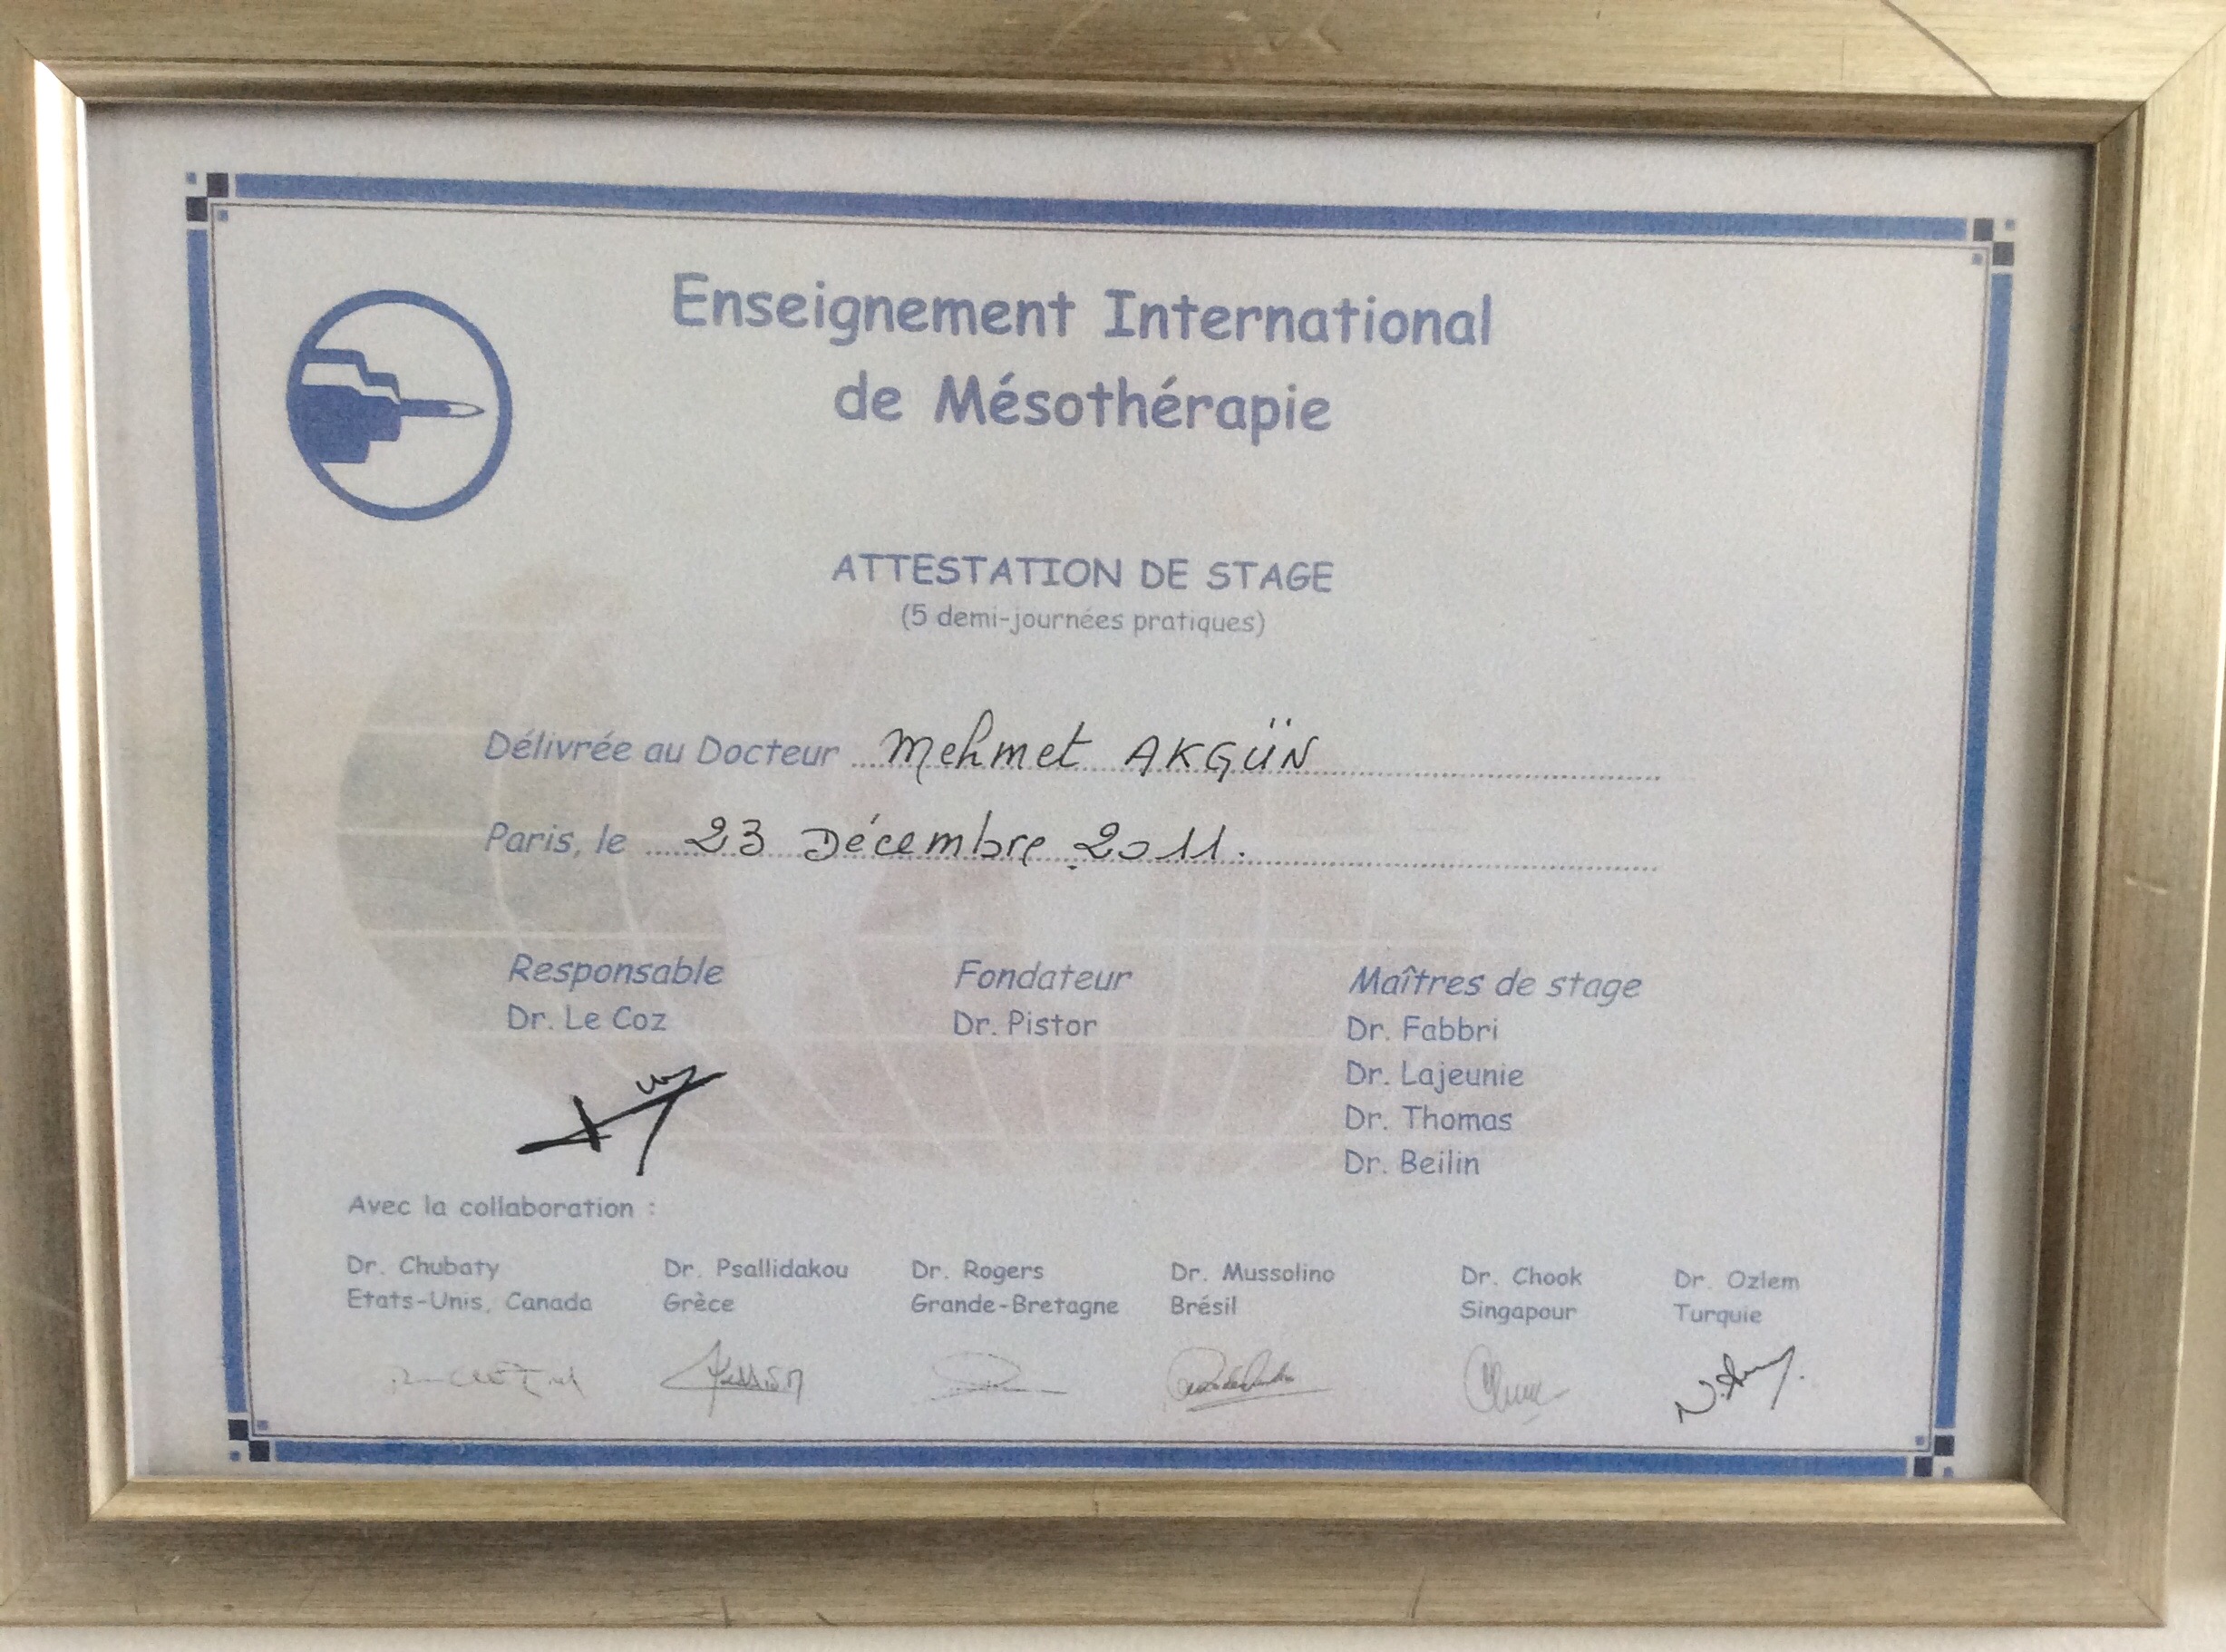 Enseignement International
de Mésothérapie
ATTESTATION DE STAGE
(5 demi-journées pratiques)
Délivrée au Docteur Mehmet AKGÜN
Paris, le 23 Décembre 2011.
Responsable
Dr. Le Coz
Fondateur
Dr. Pistor
Maîtres de stage
Dr. Fabbri
Dr. Lajeunie
Dr. Thomas
Dr. Beilin
Avec la collaboration :
Dr. Chubaty
Etats-Unis, Canada
Dr. Psallidakou
Grèce
Dr. Rogers
Grande-Bretagne
Dr. Mussolino
Brésil
Dr. Chook
Singapour
Dr. Ozlem
Turquie